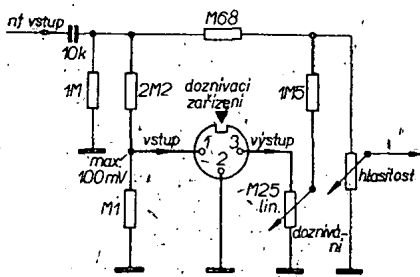 nf vstup
10k
M68
1M
2M2
doznívací
zařízení
1M5
max.
100mV
vstup
1
2
3
výstup
M1
M25
lin.
hlasitost
doznívá-
ní